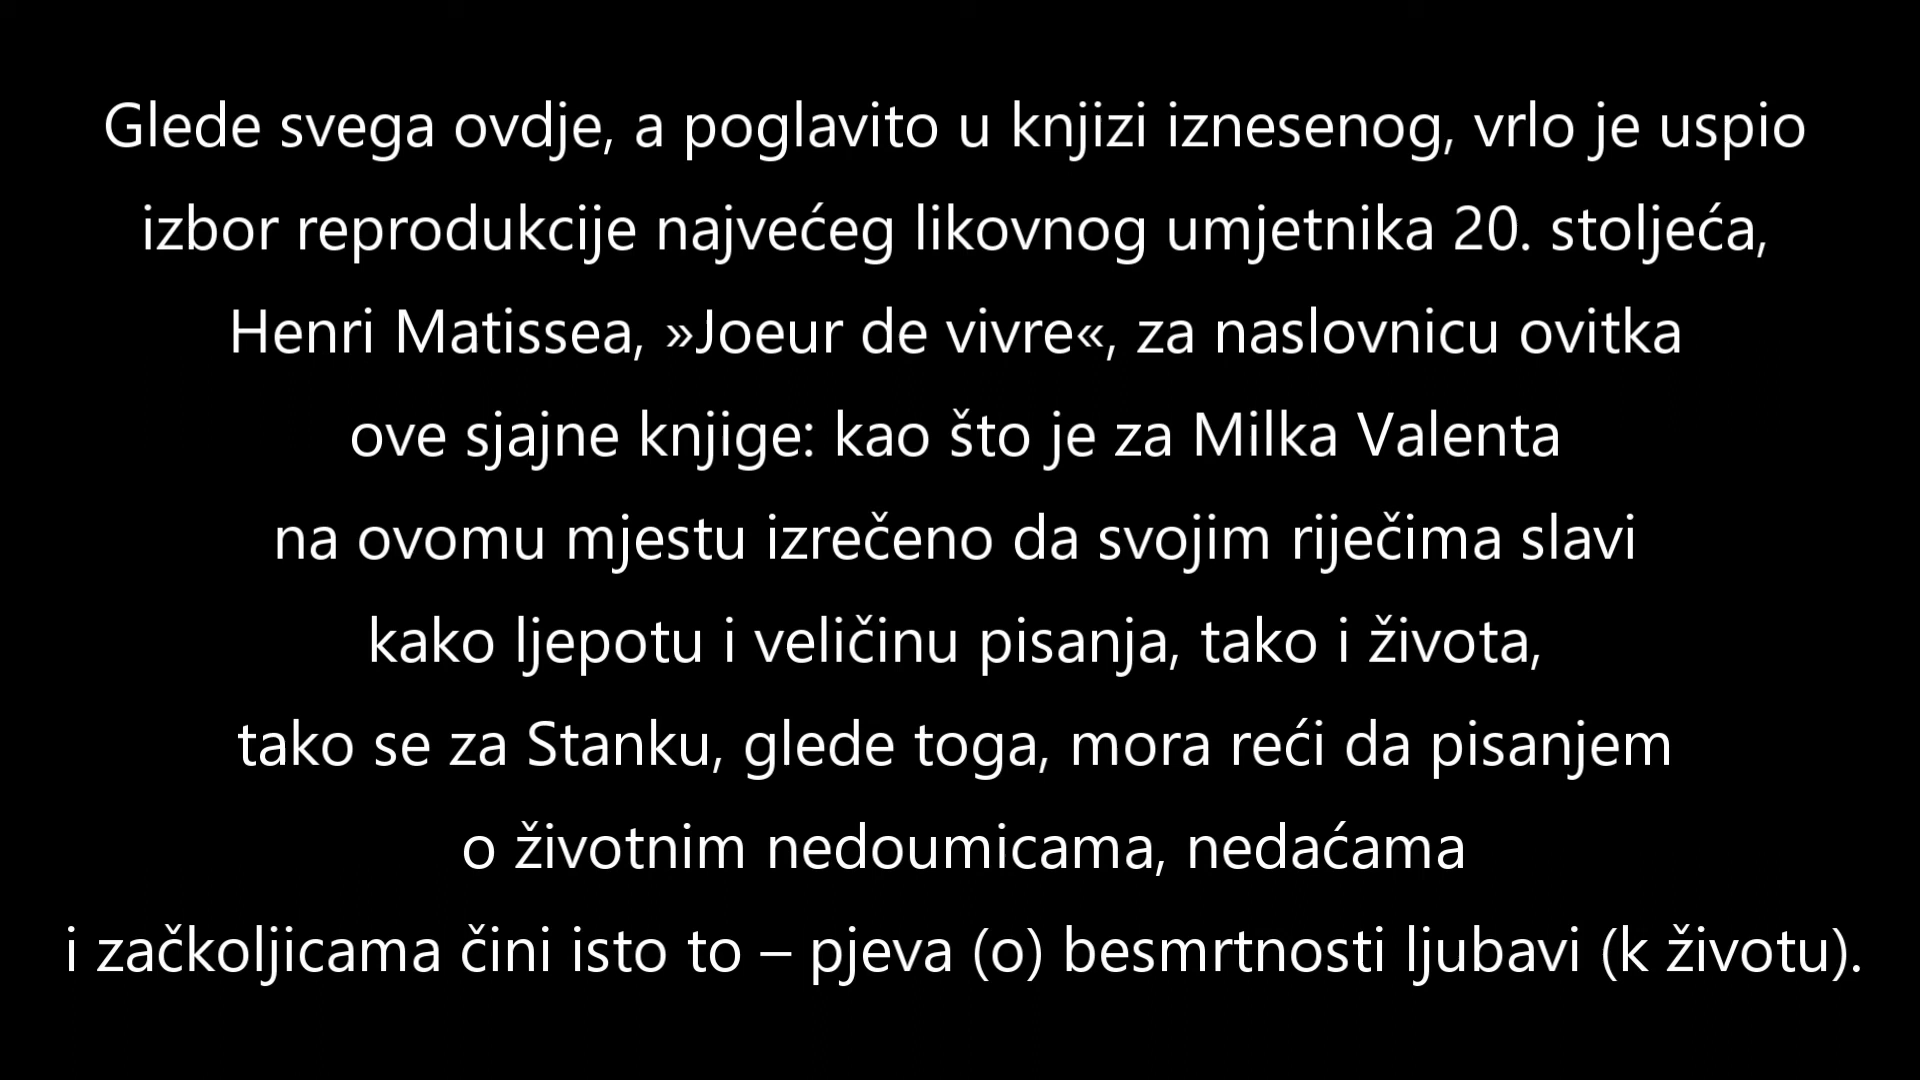 Glede svega ovdje, a poglavito u knjizi iznesenog, vrlo je uspio
izbor reprodukcije najvećeg likovnog umjetnika 20. stoljeća,
Henri Matissea, »Joeur de vivre«, za naslovnicu ovitka
ove sjajne knjige: kao što je za Milka Valenta
na ovomu mjestu izrečeno da svojim riječima slavi
kako ljepotu i veličinu pisanja, tako i života,
tako se za Stanku, glede toga, mora reći da pisanjem
o životnim nedoumicama, nedaćama
i začkoljicama čini isto to – pjeva (o) besmrtnosti ljubavi (k životu).